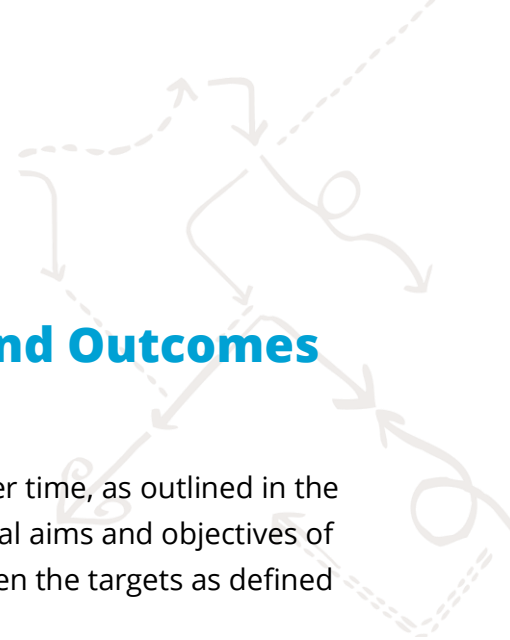 nd Outcomes
er time, as outlined in the
al aims and objectives of
en the targets as defined